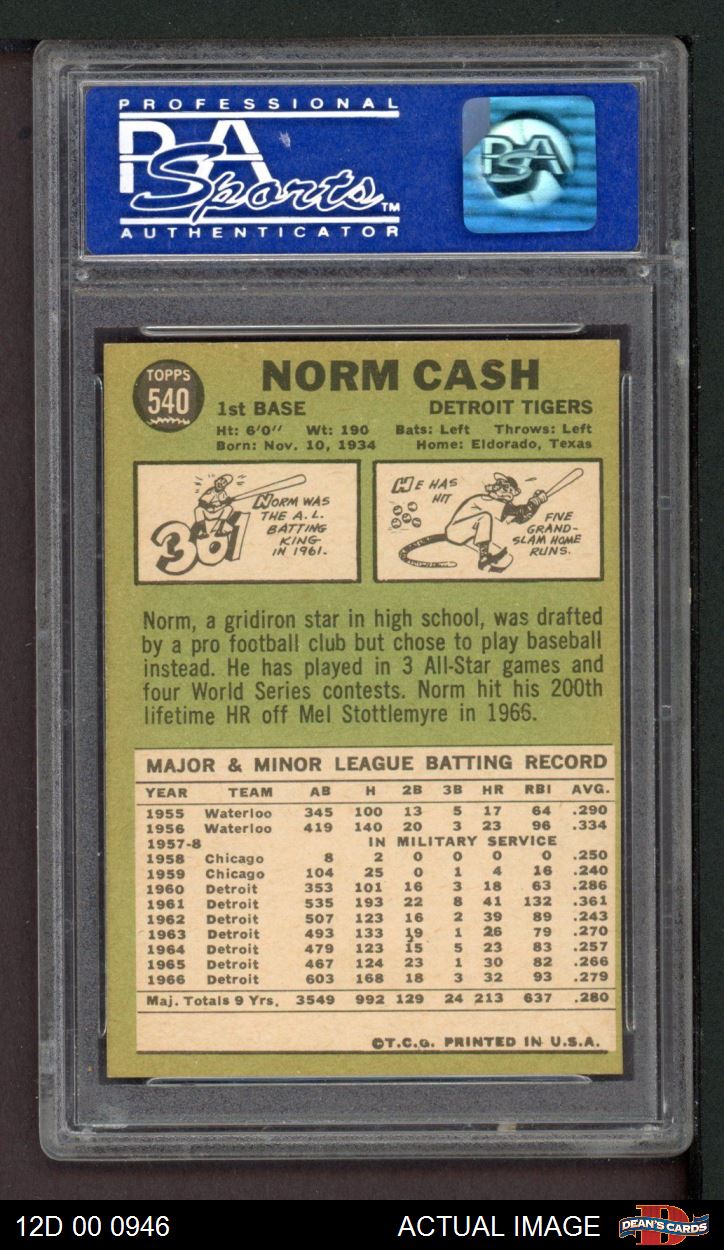 PROFESSIONAL
PSA
Sports TM
AUTHENTICATOR
PSA
TOPPS
540
NORM CASH
1st BASE DETROIT TIGERS
Ht: 6'0" Wt: 190 Bats: Left Throws: Left
Born: Nov. 10, 1934 Home: Eldorado, Texas
361
NORM WAS
THE A.L.
BATTING
KING
IN 1961.
HE HAS
HIT
FIVE
GRAND-
SLAM HOME
RUNS.
Norm, a gridiron star in high school, was drafted
by a pro football club but chose to play baseball
instead. He has played in 3 All-Star games and
four World Series contests. Norm hit his 200th
lifetime HR off Mel Stottlemyre in 1966.
MAJOR & MINOR LEAGUE BATTING RECORD
YEAR TEAM AB H 2B 3B HR RBI AVG.
1955 Waterloo 345 100 13 5 17 64 .290
1956 Waterloo 419 140 20 3 23 96 .334
1957-8 IN MILITARY SERVICE
1958 Chicago 8 2 0 0 0 0 .250
1959 Chicago 104 25 0 1 4 16 .240
1960 Detroit 353 101 16 3 18 63 .286
1961 Detroit 535 193 22 8 41 132 .361
1962 Detroit 507 123 16 2 39 89 .243
1963 Detroit 493 133 19 1 26 79 .270
1964 Detroit 479 123 15 5 23 83 .257
1965 Detroit 467 124 23 1 30 82 .266
1966 Detroit 603 168 18 3 32 93 .279
Maj. Totals 9 Yrs. 3549 992 129 24 213 637 .280
©T.C.G. PRINTED IN U.S.A.
12D 00 0946 ACTUAL IMAGE DEAN'S CARDS